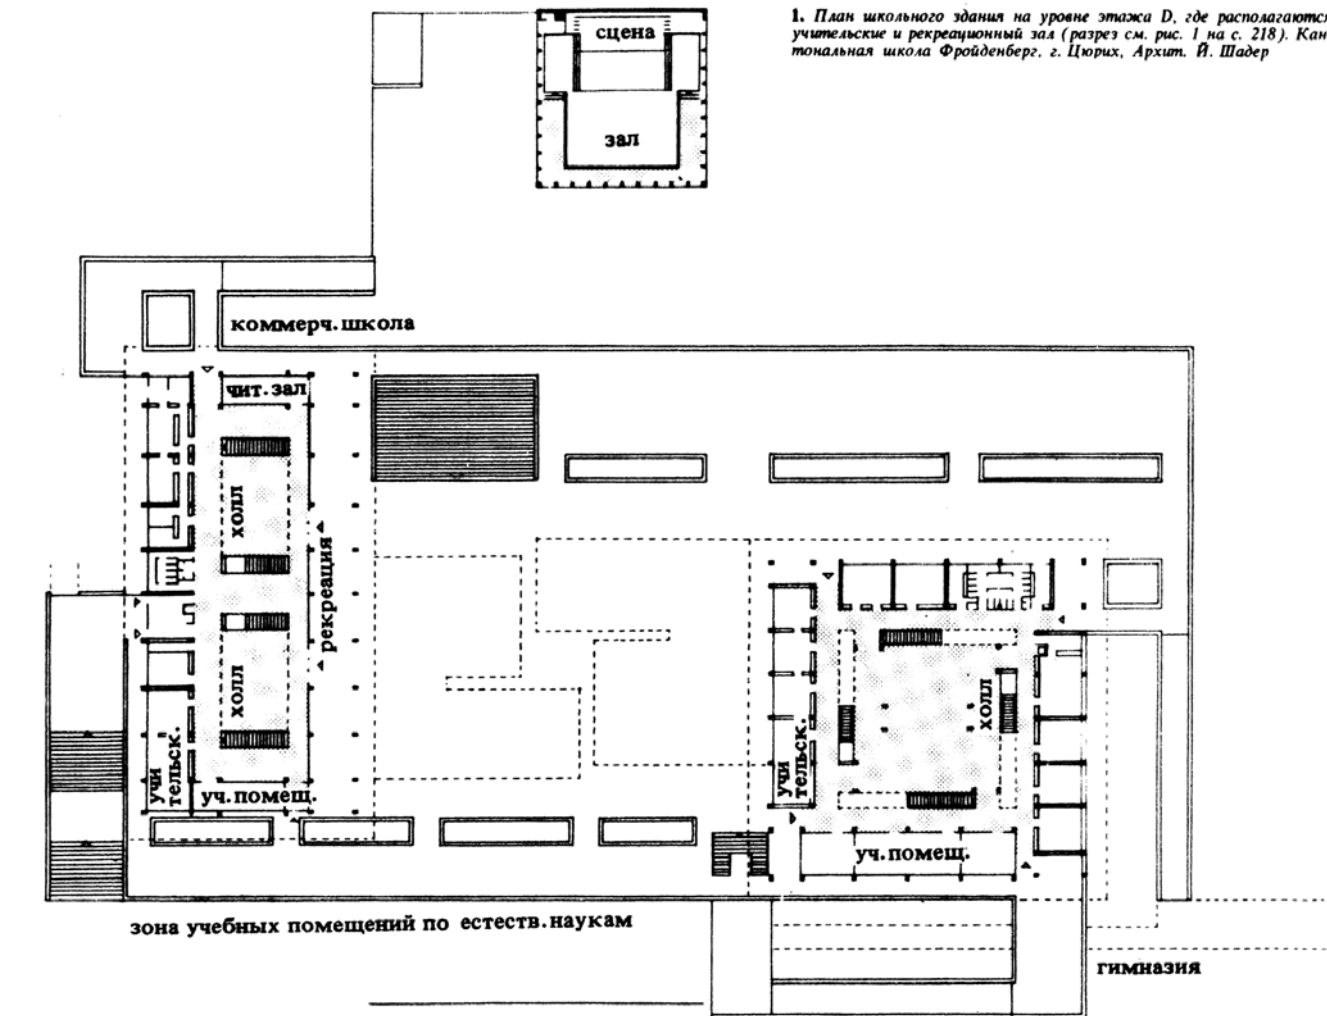 1. План школьного здания на уровне этажа D, где располагаются
учительские и рекреационный зал (разрез см. рис. 1 на с. 218). Кан-
тональная школа Фройденберг, г. Цюрих, Архит. Й. Шадер
сцена
зал
коммерч. школа
чит. зал
холл
рекреация
холл
учи
тельск.
уч. помещ.
холл
учи
тельск.
уч. помещ.
зона учебных помещений по естеств. наукам
гимназия